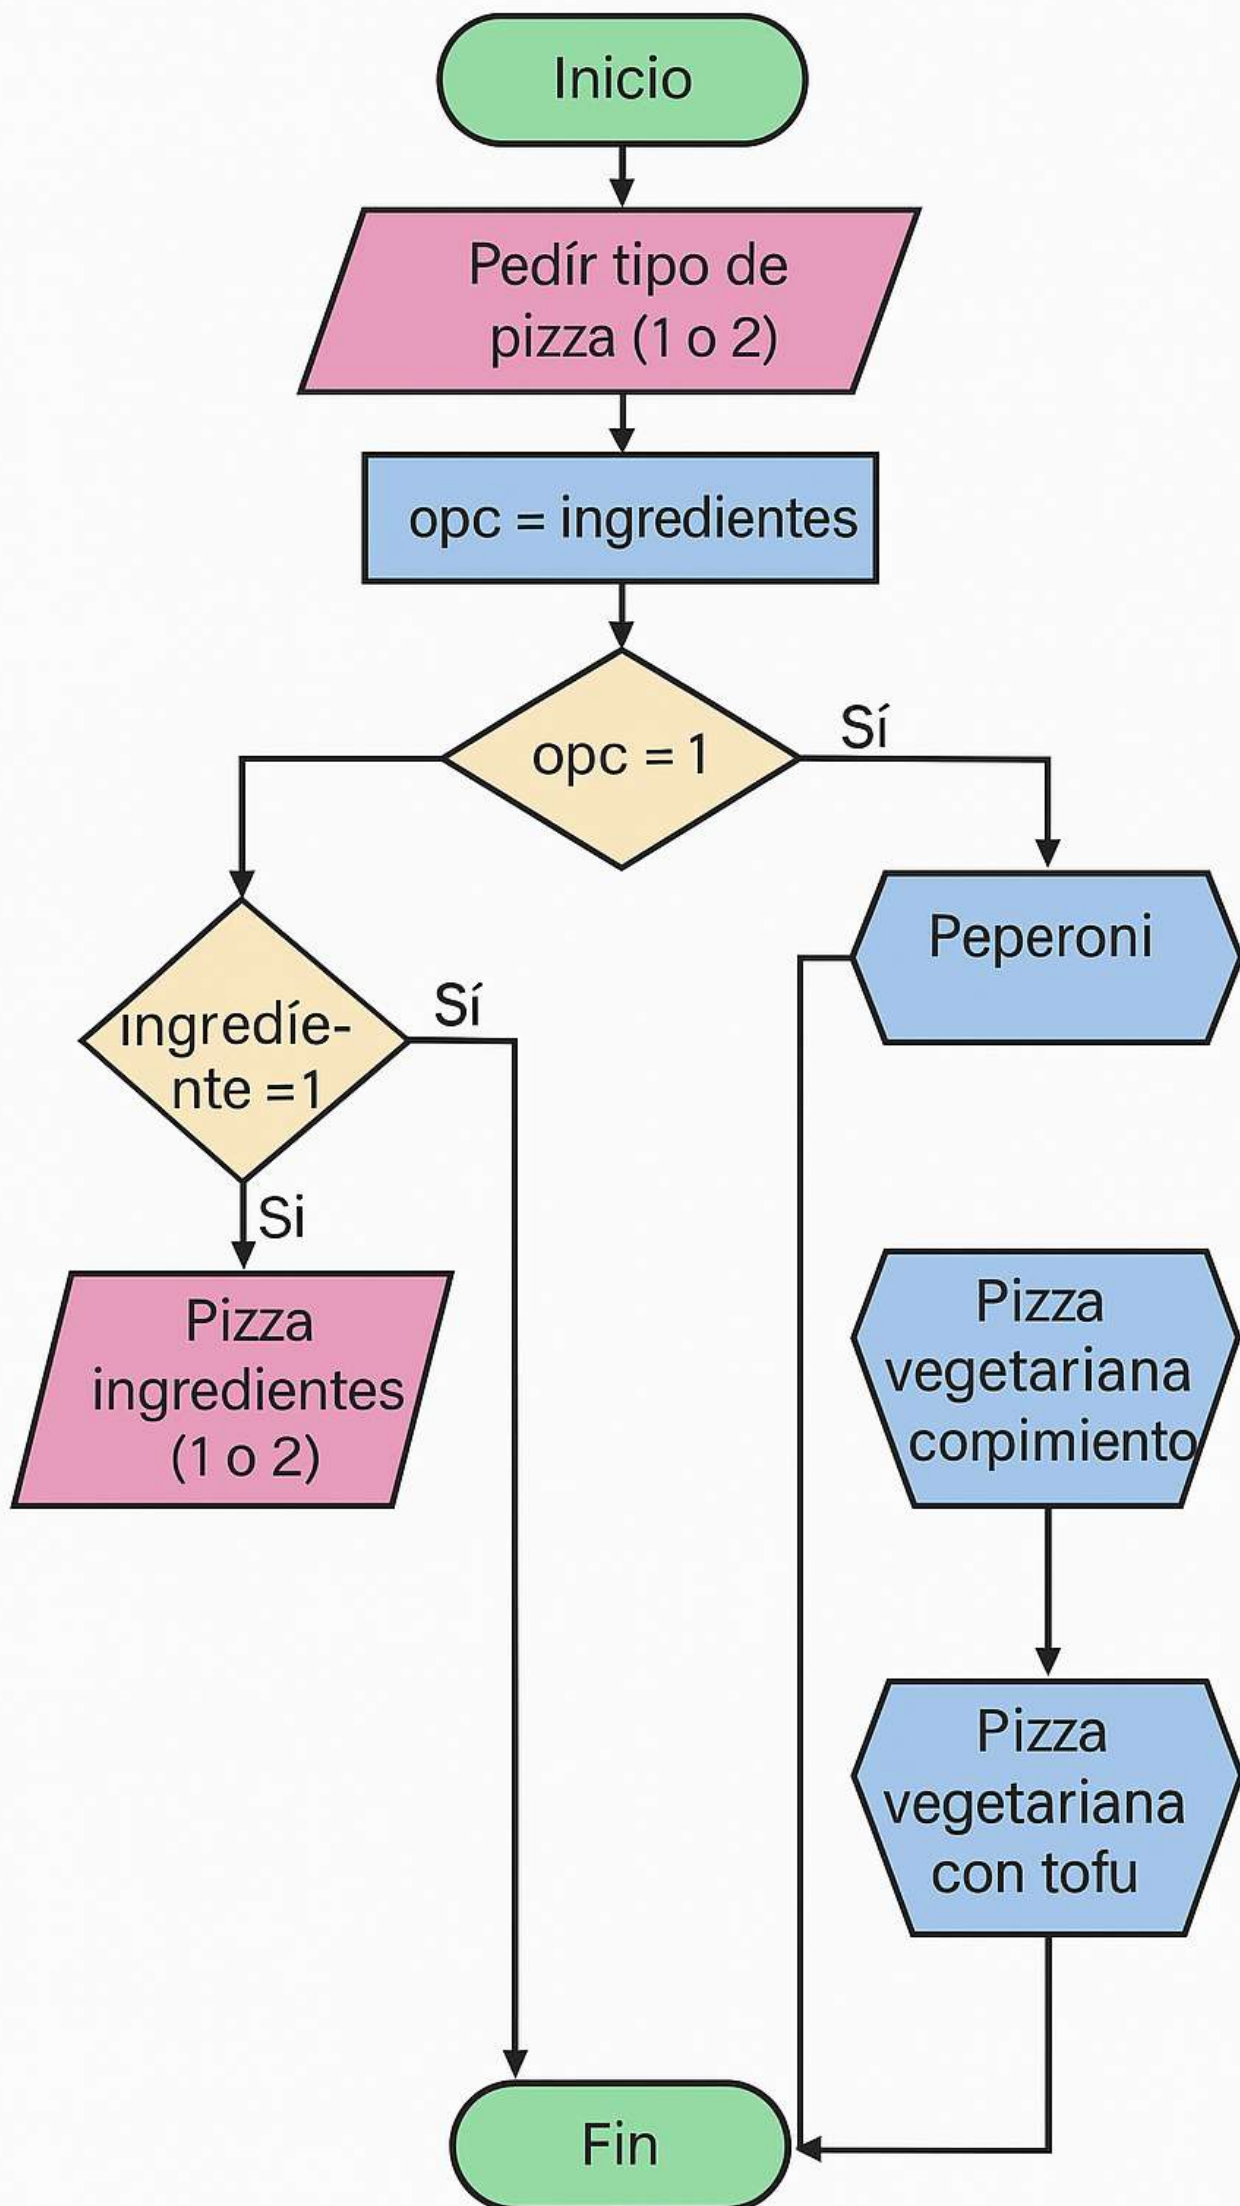 Inicio
Pedír tipo de
pizza (1 o 2)
opc = ingredientes
opc = 1
Sí
Peperoni
ingredíe-
nte =1
Sí
Si
Pizza
ingredientes
(1 o 2)
Pizza
vegetariana
corpimiento
Pizza
vegetariana
con tofu
Fin